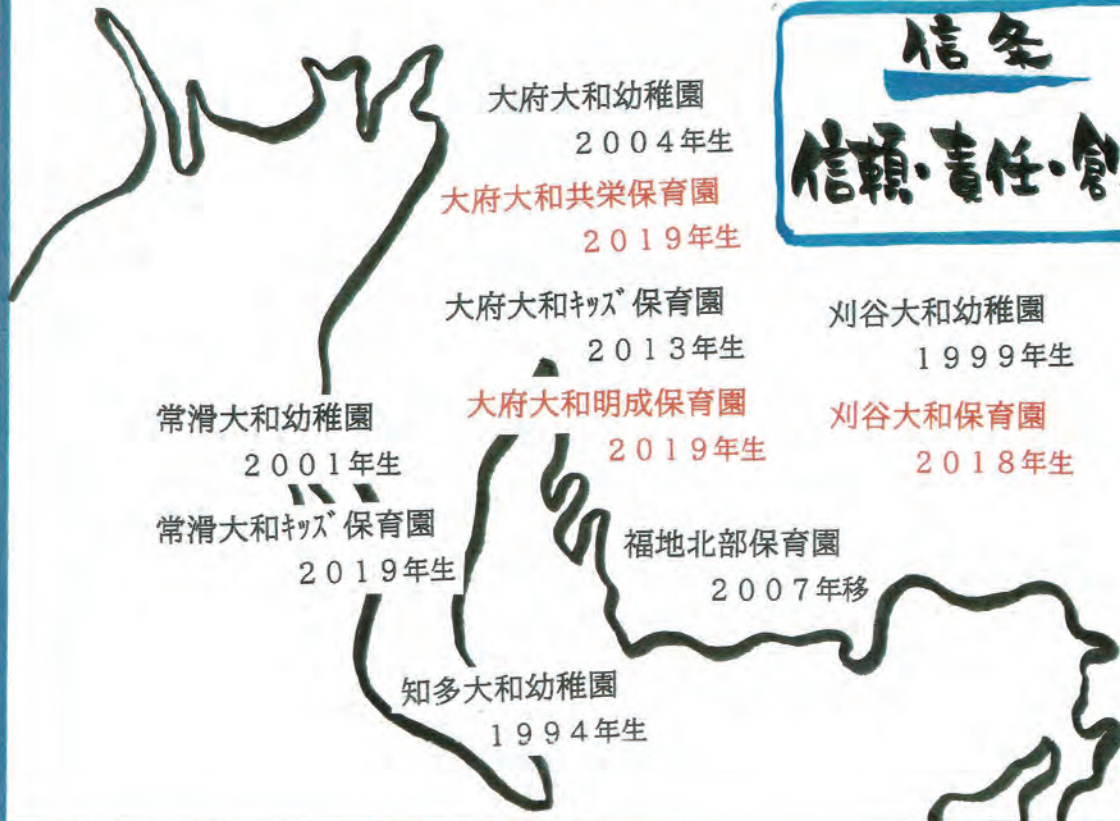 信条
信頼・責任・創
大府大和幼稚園
２００４年生
大府大和共栄保育園
２０１９年生
大府大和ｷｯｽﾞ保育園
２０１３年生
大府大和明成保育園
２０１９年生
刈谷大和幼稚園
１９９９年生
刈谷大和保育園
２０１８年生
常滑大和幼稚園
２００１年生
常滑大和ｷｯｽﾞ保育園
２０１９年生
福地北部保育園
２００７年移
知多大和幼稚園
１９９４年生